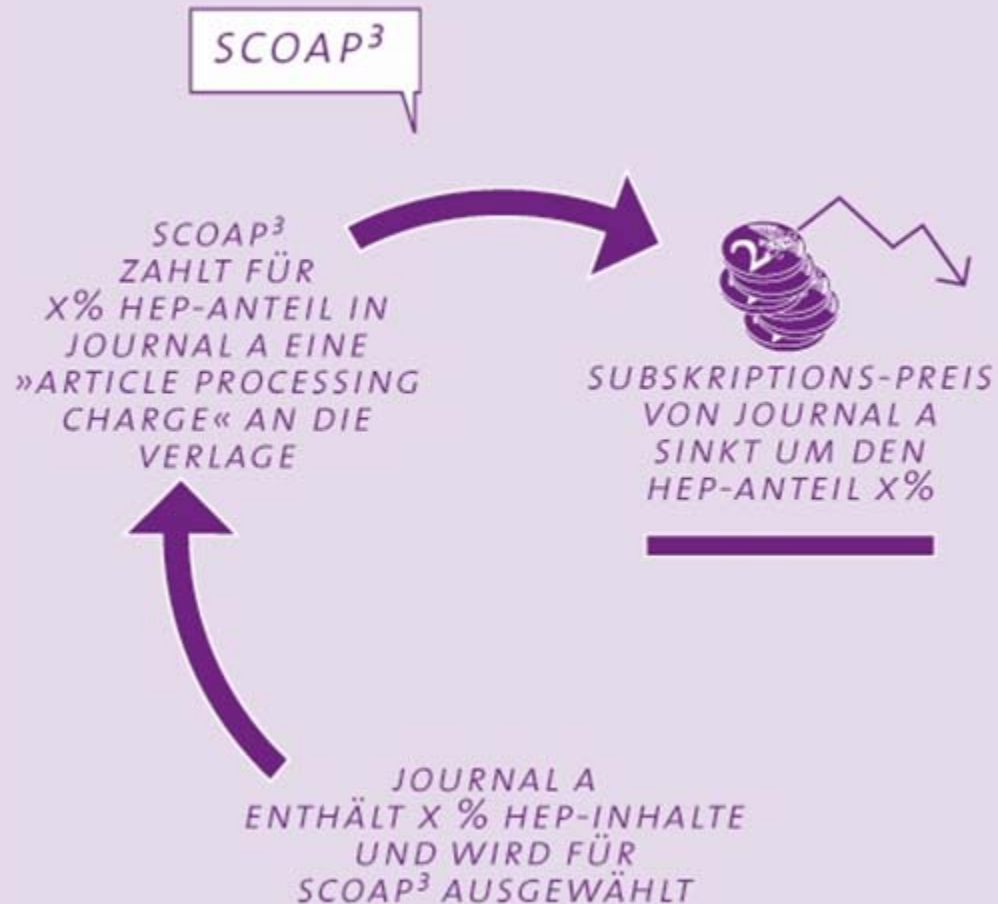 SCOAP³
SCOAP³
ZAHLT FÜR
X% HEP-ANTEIL IN
JOURNAL A EINE
»ARTICLE PROCESSING
CHARGE« AN DIE
VERLAGE
2
SUBSKRIPTIONS-PREIS
VON JOURNAL A
SINKT UM DEN
HEP-ANTEIL X%
JOURNAL A
ENTHÄLT X % HEP-INHALTE
UND WIRD FÜR
SCOAP³ AUSGEWÄHLT